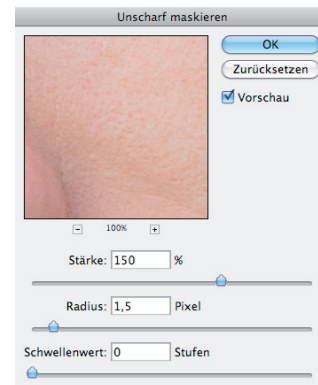 Unscharf maskieren
OK
Zurücksetzen
Vorschau
100%
Stärke: 150 %
Radius: 1,5 Pixel
Schwellenwert: 0 Stufen